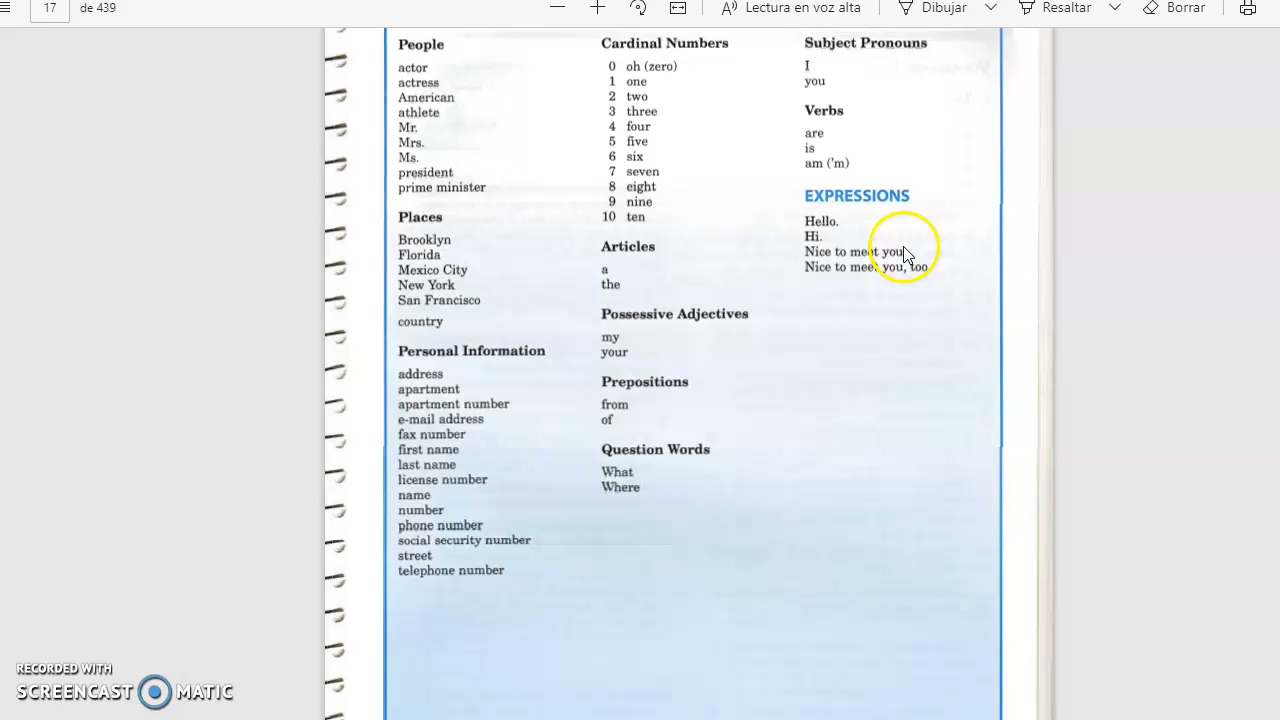 17
de 439
Lectura en voz alta
Dibujar
Resaltar
Borrar
People
actor
actress
American
athlete
Mr.
Mrs.
Ms.
president
prime minister
Places
Brooklyn
Florida
Mexico City
New York
San Francisco
country
Personal Information
address
apartment
apartment number
e-mail address
fax number
first name
last name
license number
name
number
phone number
social security number
street
telephone number
Cardinal Numbers
0 oh (zero)
1 one
2 two
3 three
4 four
5 five
6 six
7 seven
8 eight
9 nine
10 ten
Articles
a
the
Possessive Adjectives
my
your
Prepositions
from
of
Question Words
What
Where
Subject Pronouns
I
you
Verbs
are
is
am ('m)
EXPRESSIONS
Hello.
Hi.
Nice to meet you
Nice to meet you, too
RECORDED WITH
SCREENCAST MATIC